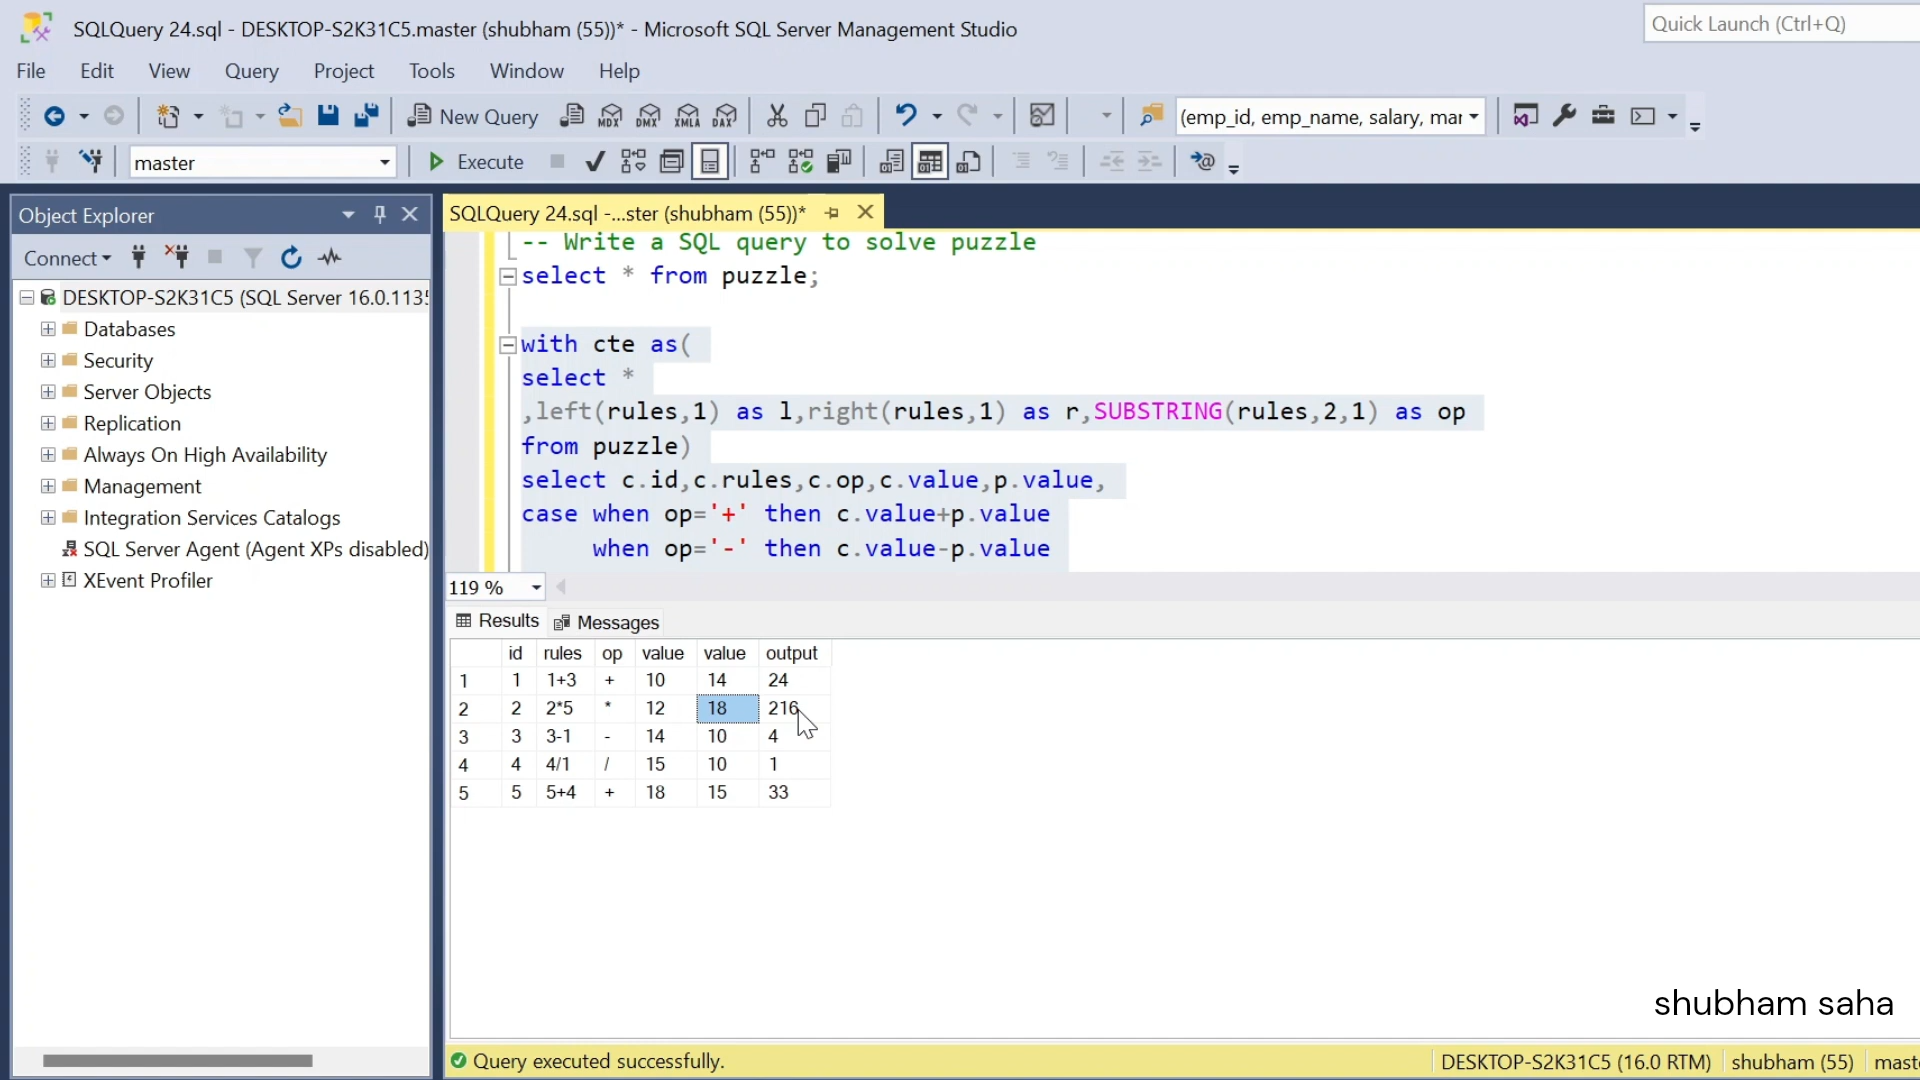 SQLQuery 24.sql - DESKTOP-S2K31C5.master (shubham (55))* - Microsoft SQL Server Management Studio
Quick Launch (Ctrl+Q)
File Edit View Query Project Tools Window Help
New Query MDX DMX XMLA DAX (emp_id, emp_name, salary, mar
master Execute
Object Explorer
SQLQuery 24.sql -...ster (shubham (55))*
Connect
DESKTOP-S2K31C5 (SQL Server 16.0.1135
Databases
Security
Server Objects
Replication
Always On High Availability
Management
Integration Services Catalogs
SQL Server Agent (Agent XPs disabled)
XEvent Profiler
-- Write a SQL query to solve puzzle
select * from puzzle;
with cte as(
select *
,left(rules,1) as l,right(rules,1) as r,SUBSTRING(rules,2,1) as op
from puzzle)
select c.id,c.rules,c.op,c.value,p.value,
case when op='+' then c.value+p.value
when op='-' then c.value-p.value
119 %
Results Messages
id rules op value value output
1 1 1+3 + 10 14 24
2 2 2*5 * 12 18 216
3 3 3-1 - 14 10 4
4 4 4/1 / 15 10 1
5 5 5+4 + 18 15 33
shubham saha
Query executed successfully.
DESKTOP-S2K31C5 (16.0 RTM) shubham (55) maste